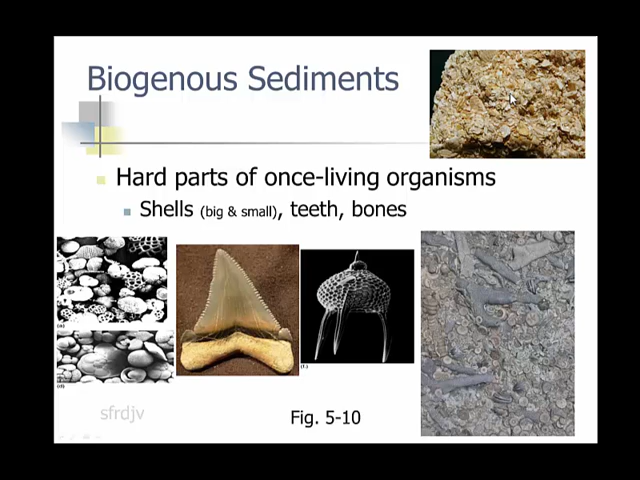 Biogenous Sediments
Hard parts of once-living organisms
Shells (big & small), teeth, bones
sfrdjv
Fig. 5-10